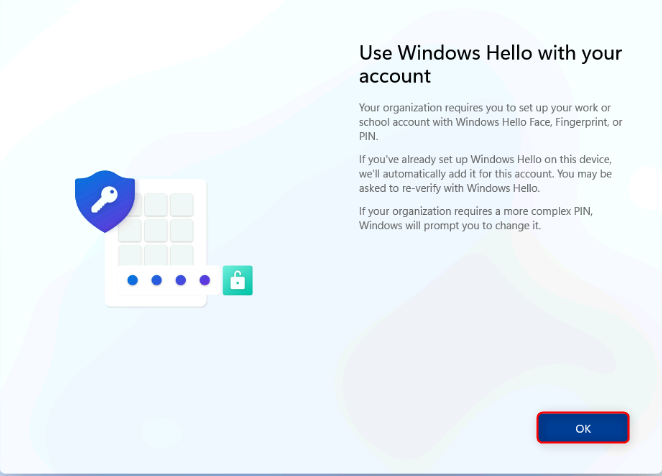 Use Windows Hello with your
account
Your organization requires you to set up your work or
school account with Windows Hello Face, Fingerprint, or
PIN.
If you've already set up Windows Hello on this device,
we'll automatically add it for this account. You may be
asked to re-verify with Windows Hello.
If your organization requires a more complex PIN,
Windows will prompt you to change it.
OK